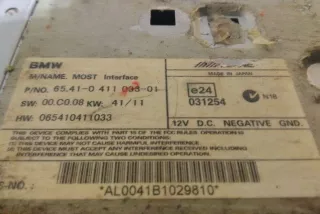 BMW
M/NAME. MOST Interface
MADE IN JAPAN
P/NO. 65.41-0 411 033-01
e24
SW: 00.C0.08 KW: 41/11
031254
N16
HW: 065410411033
12V D.C. NEGATIVE GND.
THIS DEVICE COMPLIES WITH PART 15 OF THE FCC RULES. OPERATION IS
SUBJECT TO THE FOLLOWING TWO CONDITIONS:
(1) THIS DEVICE MAY NOT CAUSE HARMFUL INTERFERENCE, AND
(2) THIS DEVICE MUST ACCEPT ANY INTERFERENCE RECEIVED INCLUDING
INTERFERENCE THAT MAY CAUSE UNDESIRED OPERATION
NO.
*AL0041B1029810*